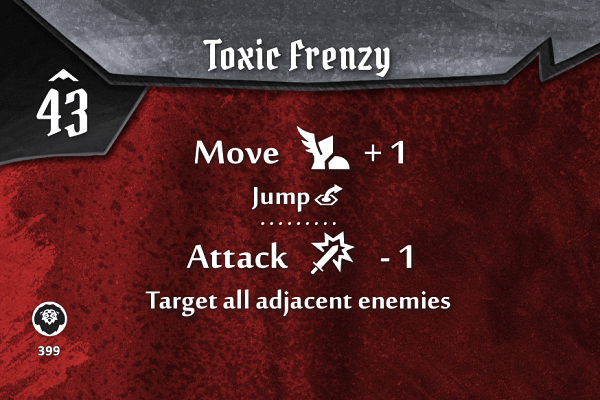 Toxic Frenzy
43
Move + 1
Jump
Attack - 1
Target all adjacent enemies
399